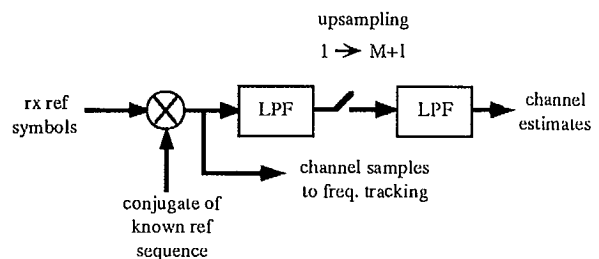 upsampling
1 → M+1
rx ref
symbols
LPF
LPF
channel
estimates
channel samples
to freq. tracking
conjugate of
known ref
sequence